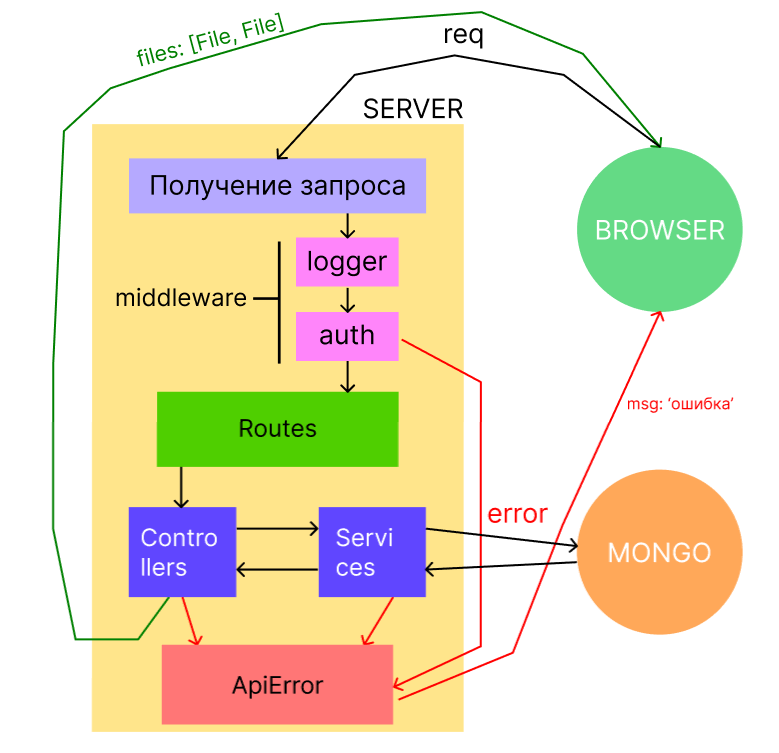 files: [File, File]
req
SERVER
Получение запроса
logger
middleware
auth
BROWSER
msg: ‘ошибка’
Routes
error
Contro
llers
Servi
ces
MONGO
ApiError